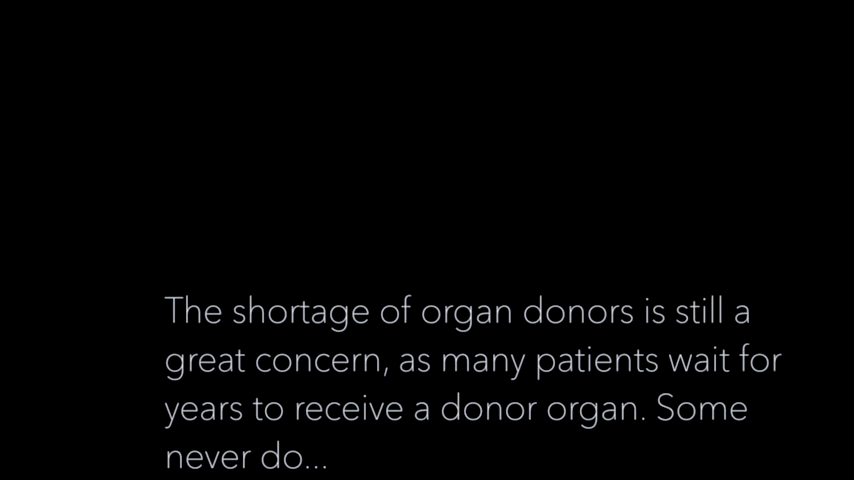 The shortage of organ donors is still a
great concern, as many patients wait for
years to receive a donor organ. Some
never do...